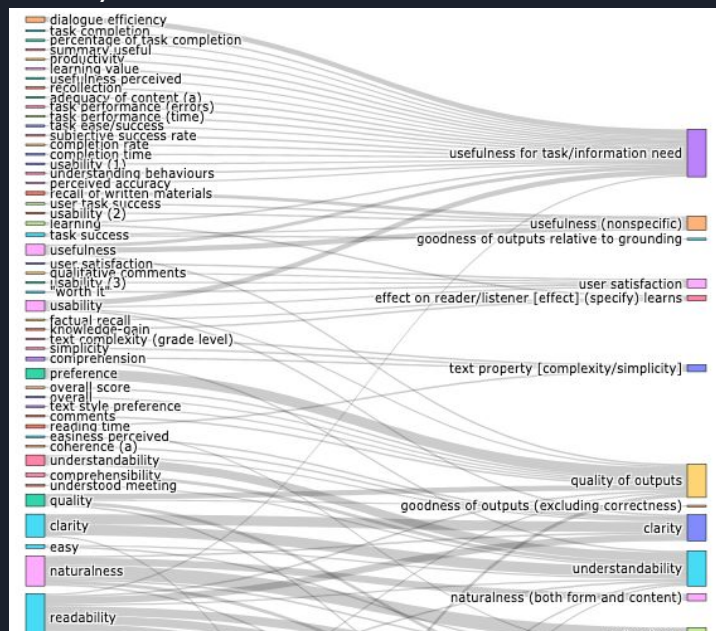 dialogue efficiency
task completion
percentage of task completion
summary useful
productivity
learning value
usefulness perceived
recollection
adequacy of content (a)
task performance (errors)
task performance (time)
task ease/success
subjective success rate
completion rate
completion time
usability (1)
understanding behaviours
perceived accuracy
recall of written materials
user task success
usability (2)
learning
task success
usefulness
user satisfaction
qualitative comments
usability (3)
"worth it"
usability
factual recall
knowledge-gain
text complexity (grade level)
simplicity
comprehension
preference
overall score
overall
text style preference
comments
reading time
easiness perceived
coherence (a)
understandability
comprehensibility
understood meeting
quality
clarity
easy
naturalness
readability
usefulness for task/information need
usefulness (nonspecific)
goodness of outputs relative to grounding
user satisfaction
effect on reader/listener [effect] (specify) learns
text property [complexity/simplicity]
quality of outputs
goodness of outputs (excluding correctness)
clarity
understandability
naturalness (both form and content)